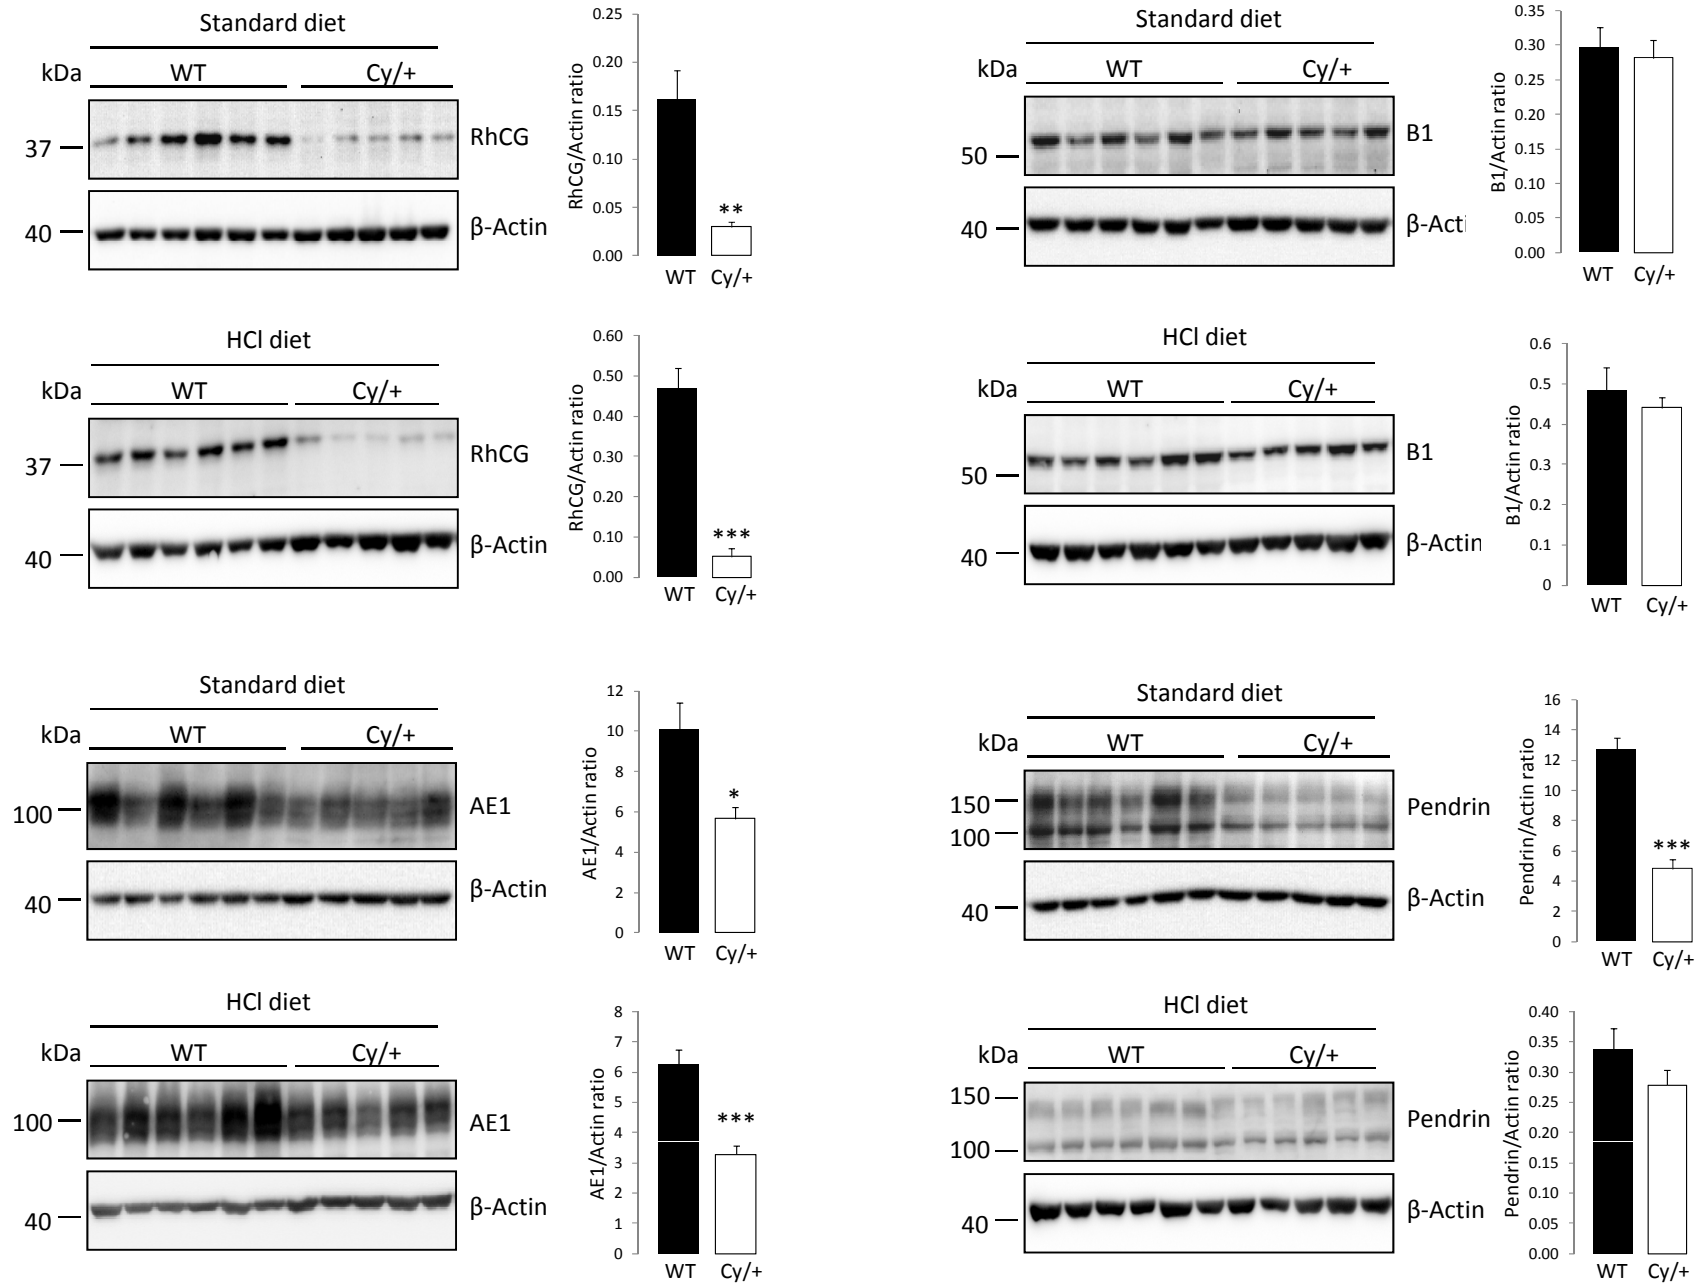 Standard diet
kDa
WT
Cy/+
37
RhCG
40
β-Actin
RhCG/Actin ratio
0.25
0.20
0.15
0.10
0.05
0.00
**
WT
Cy/+
Standard diet
kDa
WT
Cy/+
50
B1
40
β-Acti
B1/Actin ratio
0.35
0.30
0.25
0.20
0.15
0.10
0.05
0.00
WT
Cy/+
HCl diet
kDa
WT
Cy/+
37
RhCG
40
β-Actin
RhCG/Actin ratio
0.60
0.50
0.40
0.30
0.20
0.10
0.00
***
WT
Cy/+
HCl diet
kDa
WT
Cy/+
50
B1
40
β-Actin
B1/Actin ratio
0.6
0.5
0.4
0.3
0.2
0.1
0
WT
Cy/+
Standard diet
kDa
WT
Cy/+
100
AE1
40
β-Actin
AE1/Actin ratio
12
10
8
6
4
2
0
*
WT
Cy/+
Standard diet
kDa
WT
Cy/+
150
100
Pendrin
40
β-Actin
Pendrin/Actin ratio
16
14
12
10
8
6
4
2
0
***
WT
Cy/+
HCl diet
kDa
WT
Cy/+
100
AE1
40
β-Actin
AE1/Actin ratio
8
7
6
5
4
3
2
1
0
***
WT
Cy/+
HCl diet
kDa
WT
Cy/+
150
100
Pendrin
40
β-Actin
Pendrin/Actin ratio
0.40
0.35
0.30
0.25
0.20
0.15
0.10
0.05
0.00
WT
Cy/+